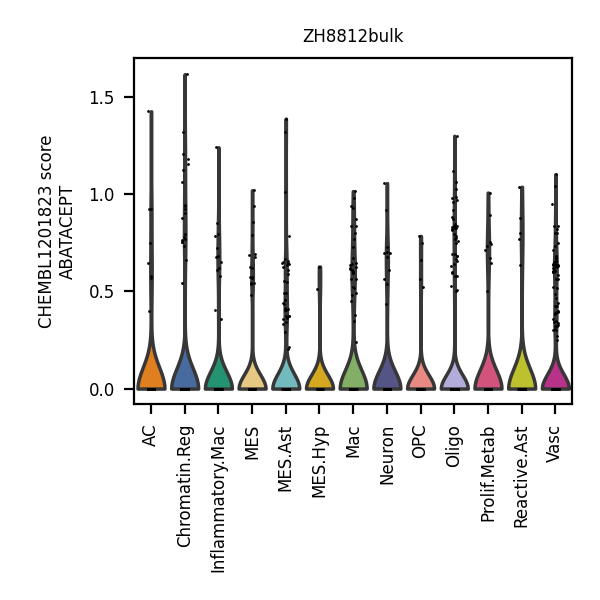 ZH8812bulk
CHEMBL1201823 score
ABATACEPT
1.5
1.0
0.5
0.0
AC
Chromatin.Reg
Inflammatory.Mac
MES
MES.Ast
MES.Hyp
Mac
Neuron
OPC
Oligo
Prolif.Metab
Reactive.Ast
Vasc